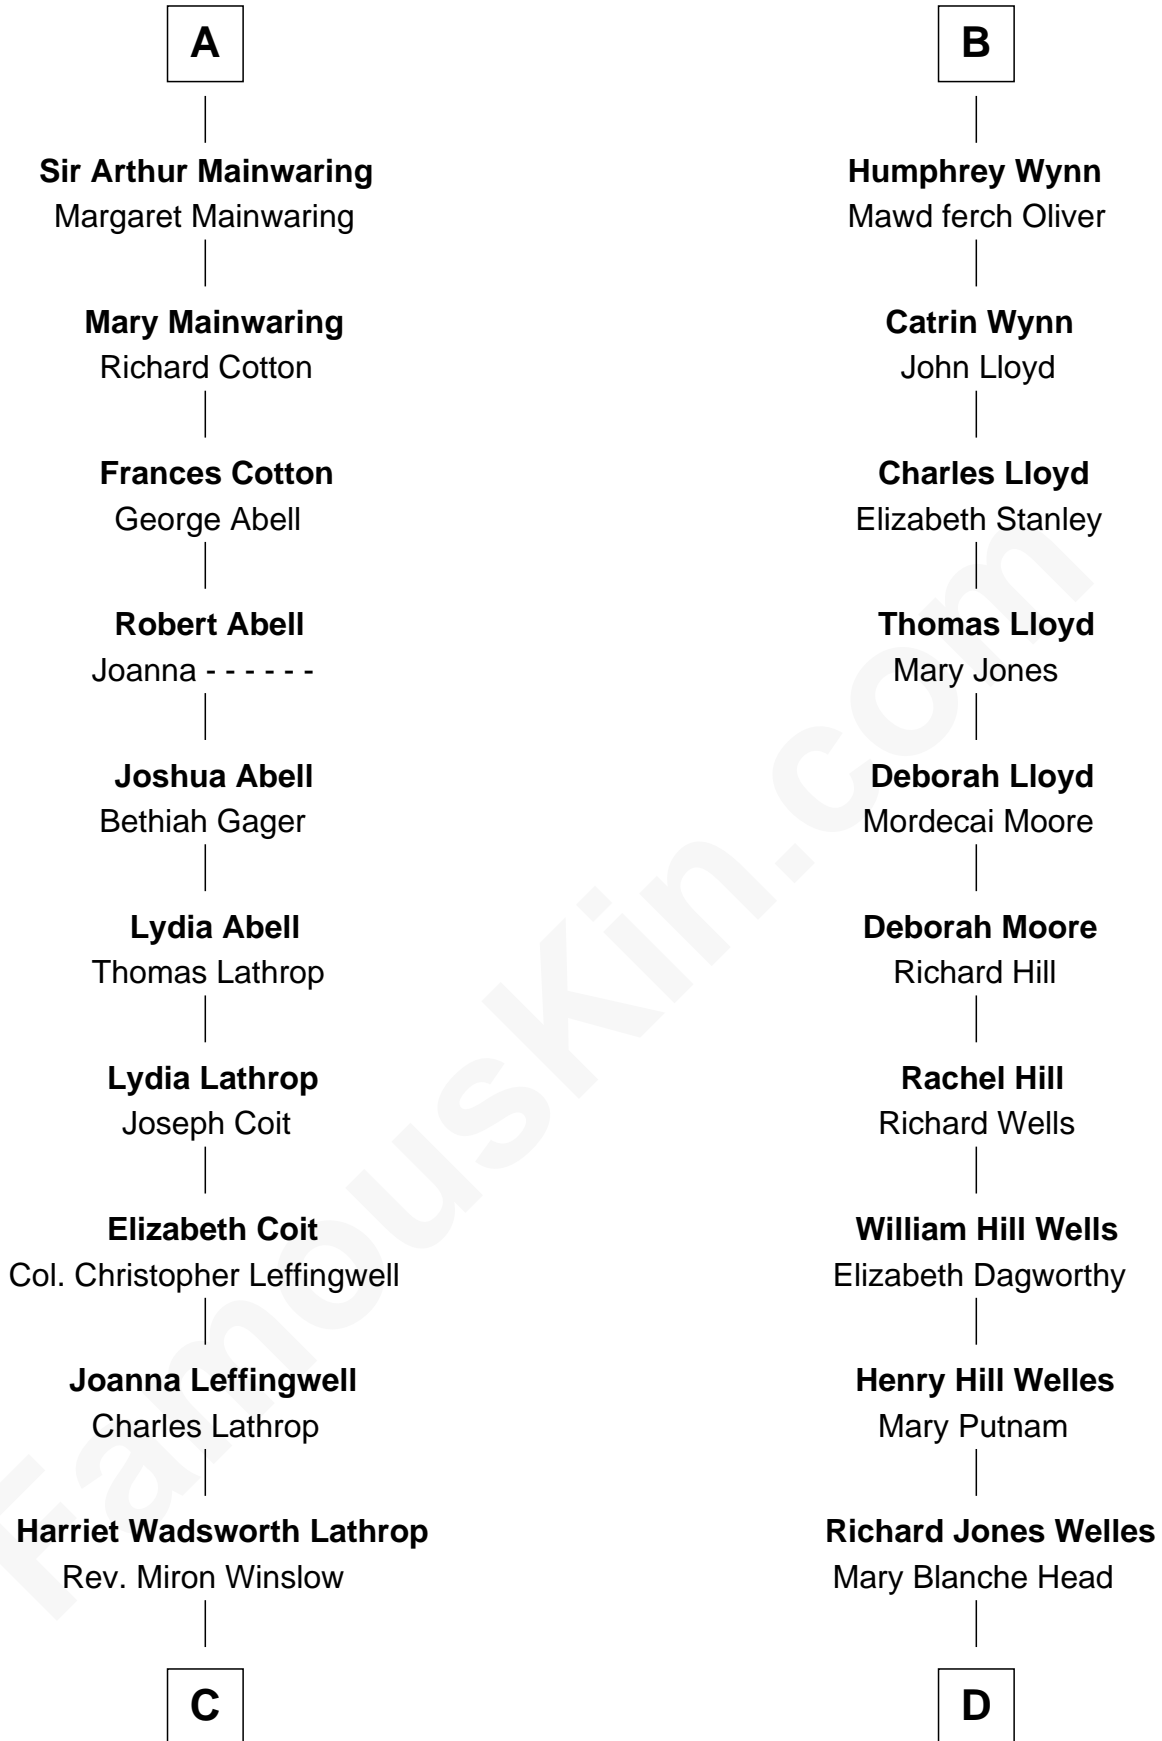 A
Sir Arthur Mainwaring
Margaret Mainwaring
Mary Mainwaring
Richard Cotton
Frances Cotton
George Abell
Robert Abell
Joanna - - - - - -
Joshua Abell
Bethiah Gager
Lydia Abell
Thomas Lathrop
Lydia Lathrop
Joseph Coit
Elizabeth Coit
Col. Christopher Leffingwell
Joanna Leffingwell
Charles Lathrop
Harriet Wadsworth Lathrop
Rev. Miron Winslow
C
B
Humphrey Wynn
Mawd ferch Oliver
Catrin Wynn
John Lloyd
Charles Lloyd
Elizabeth Stanley
Thomas Lloyd
Mary Jones
Deborah Lloyd
Mordecai Moore
Deborah Moore
Richard Hill
Rachel Hill
Richard Wells
William Hill Wells
Elizabeth Dagworthy
Henry Hill Welles
Mary Putnam
Richard Jones Welles
Mary Blanche Head
D
FamousKin.com